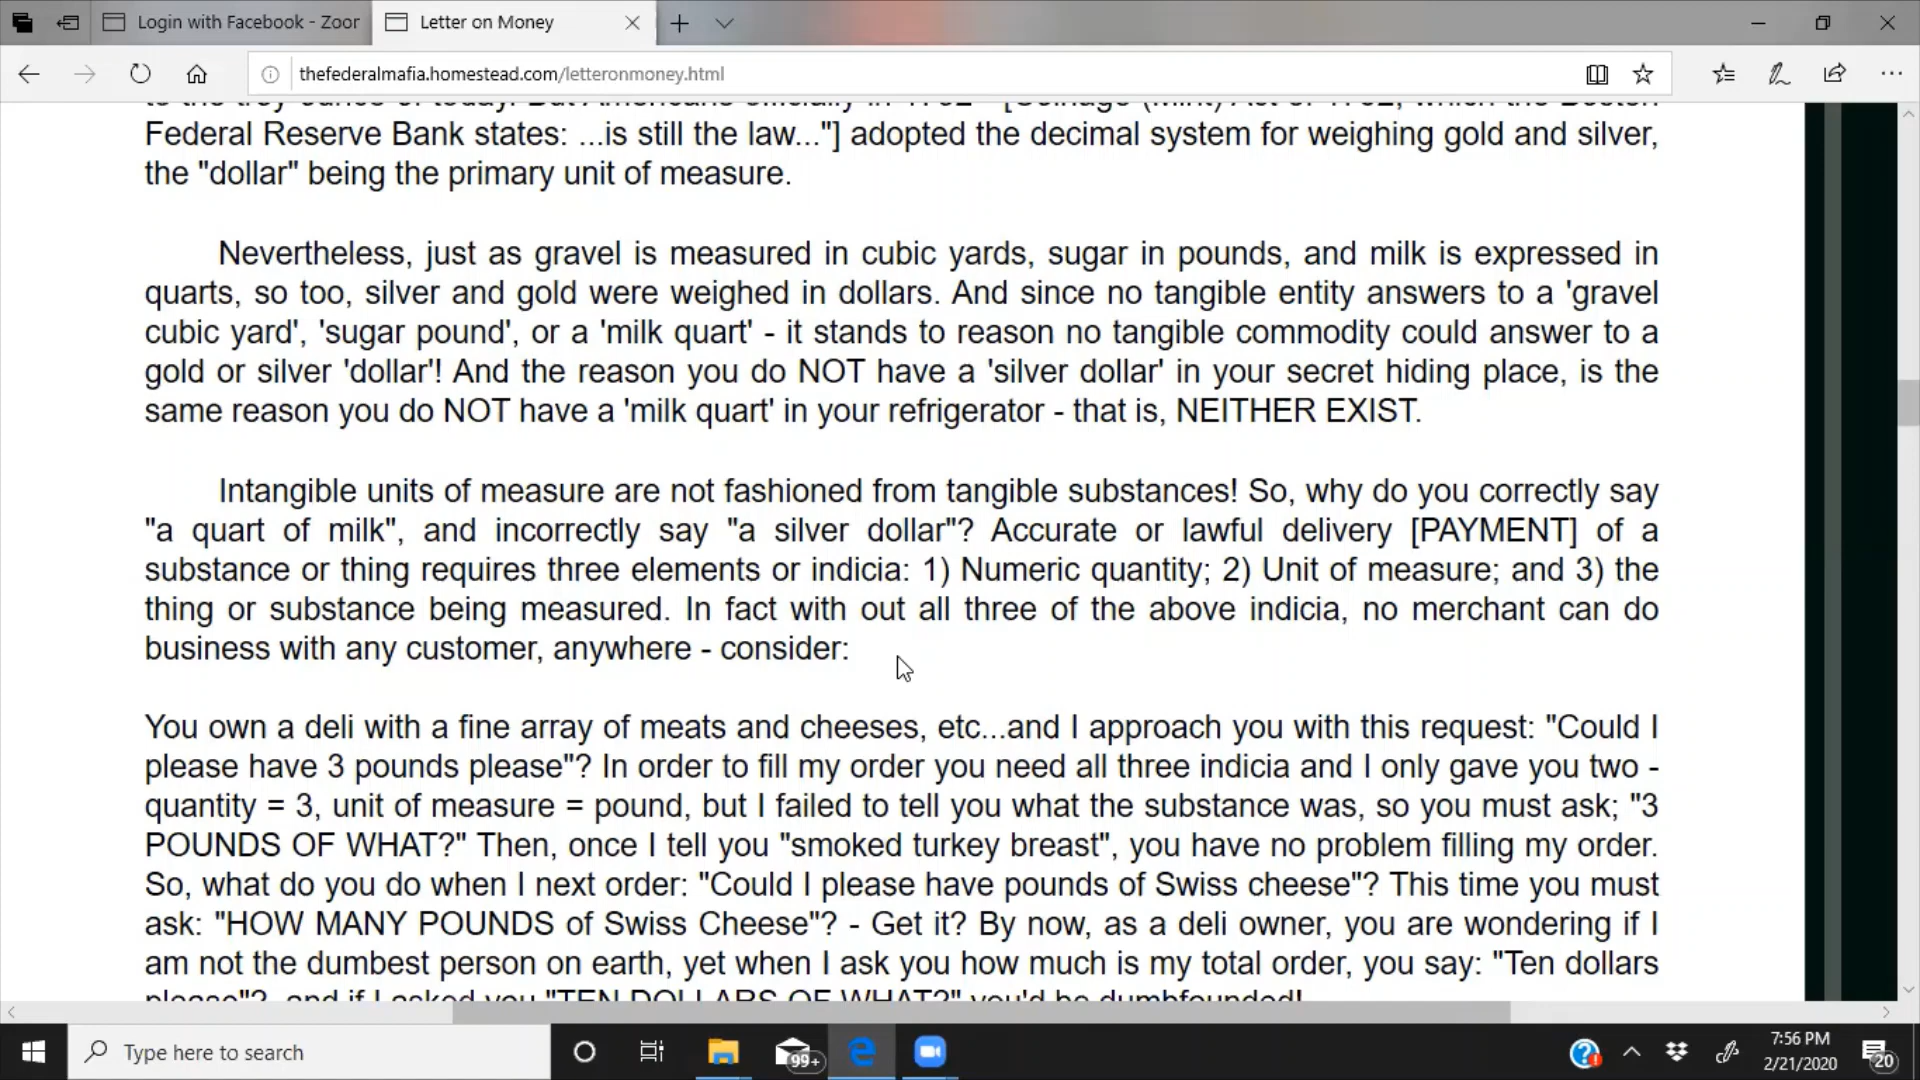 Login with Facebook - Zoor
Letter on Money
thefederalmafia.homestead.com/letteronmoney.html
Federal Reserve Bank states: ...is still the law..."] adopted the decimal system for weighing gold and silver,
the "dollar" being the primary unit of measure.
Nevertheless, just as gravel is measured in cubic yards, sugar in pounds, and milk is expressed in
quarts, so too, silver and gold were weighed in dollars. And since no tangible entity answers to a 'gravel
cubic yard', 'sugar pound', or a 'milk quart' - it stands to reason no tangible commodity could answer to a
gold or silver 'dollar'! And the reason you do NOT have a 'silver dollar' in your secret hiding place, is the
same reason you do NOT have a 'milk quart' in your refrigerator - that is, NEITHER EXIST.
Intangible units of measure are not fashioned from tangible substances! So, why do you correctly say
"a quart of milk", and incorrectly say "a silver dollar"? Accurate or lawful delivery [PAYMENT] of a
substance or thing requires three elements or indicia: 1) Numeric quantity; 2) Unit of measure; and 3) the
thing or substance being measured. In fact with out all three of the above indicia, no merchant can do
business with any customer, anywhere - consider:
You own a deli with a fine array of meats and cheeses, etc...and I approach you with this request: "Could I
please have 3 pounds please"? In order to fill my order you need all three indicia and I only gave you two -
quantity = 3, unit of measure = pound, but I failed to tell you what the substance was, so you must ask; "3
POUNDS OF WHAT?" Then, once I tell you "smoked turkey breast", you have no problem filling my order.
So, what do you do when I next order: "Could I please have pounds of Swiss cheese"? This time you must
ask: "HOW MANY POUNDS of Swiss Cheese"? - Get it? By now, as a deli owner, you are wondering if I
am not the dumbest person on earth, yet when I ask you how much is my total order, you say: "Ten dollars
please"? and if I asked you "TEN DOLLARS OF WHAT?" you'd be dumbfounded!
Type here to search
99+
7:56 PM
2/21/2020
20